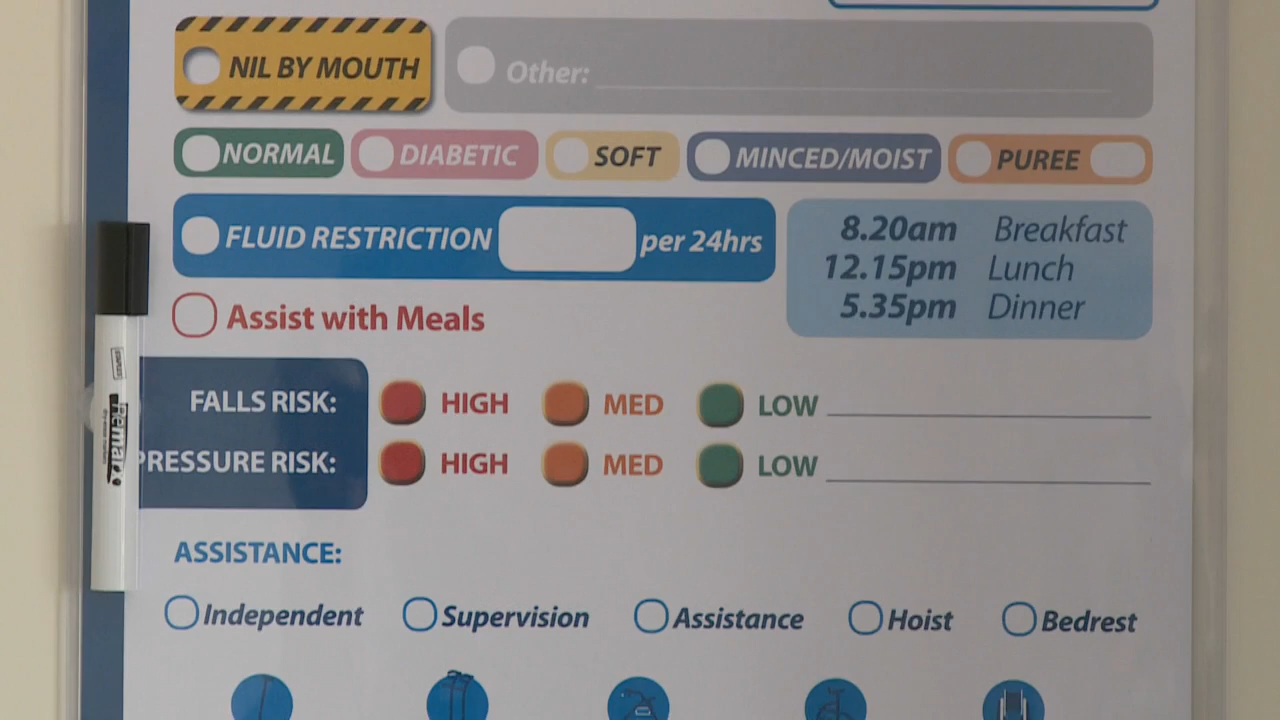 NIL BY MOUTH
Other:
NORMAL DIABETIC SOFT MINCED/MOIST PUREE
FLUID RESTRICTION per 24hrs
8.20am Breakfast
12.15pm Lunch
5.35pm Dinner
Assist with Meals
FALLS RISK: HIGH MED LOW
PRESSURE RISK: HIGH MED LOW
ASSISTANCE:
Independent Supervision Assistance Hoist Bedrest